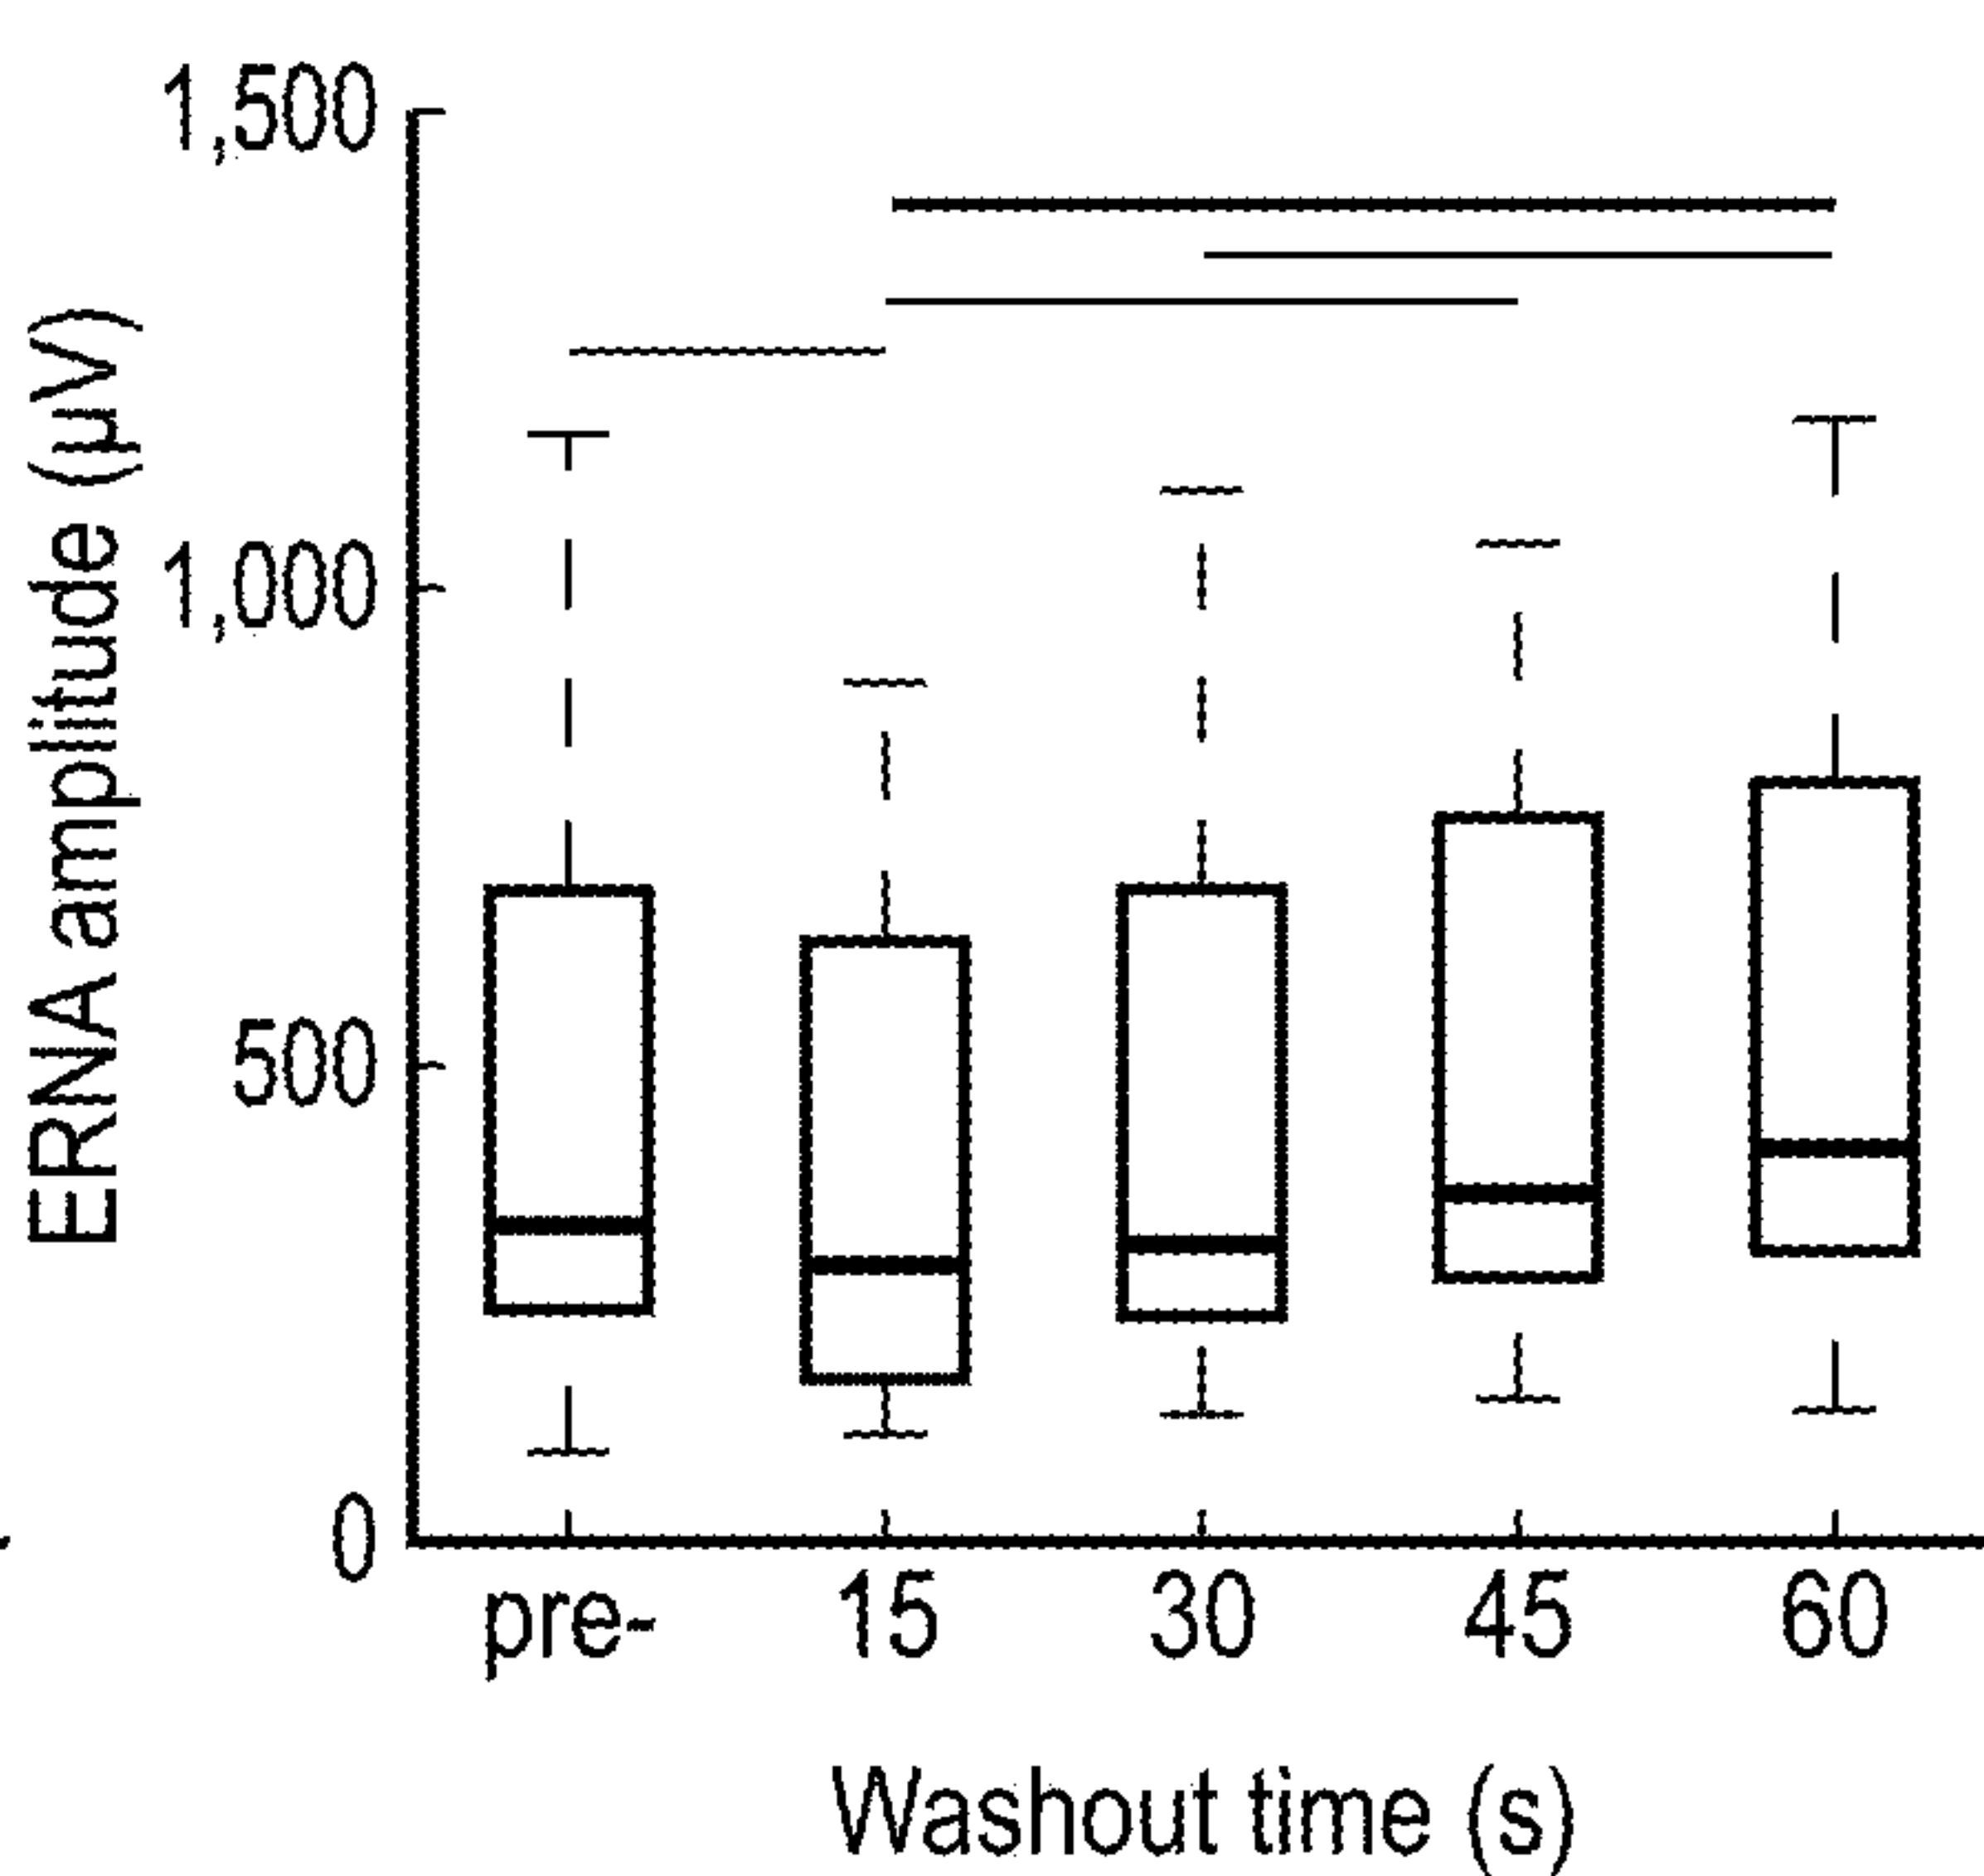 ERNA amplitude (µV)
1,500
1,000
500
0
pre- 15 30 45 60
Washout time (s)